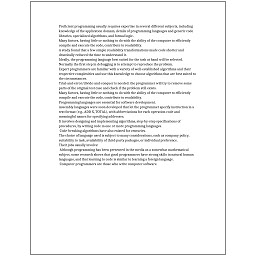 Proficient programming usually requires expertise in several different subjects, including
knowledge of the application domain, details of programming languages and generic code
libraries, specialized algorithms, and formal logic.
Many factors, having little or nothing to do with the ability of the computer to efficiently
compile and execute the code, contribute to readability.
A study found that a few simple readability transformations made code shorter and
drastically reduced the time to understand it.
Ideally, the programming language best suited for the task at hand will be selected.
Normally the first step in debugging is to attempt to reproduce the problem.
Expert programmers are familiar with a variety of well-established algorithms and their
respective complexities and use this knowledge to choose algorithms that are best suited to
the circumstances.
Trial-and-error/divide-and-conquer is needed: the programmer will try to remove some
parts of the original test case and check if the problem still exists.
Many factors, having little or nothing to do with the ability of the computer to efficiently
compile and execute the code, contribute to readability.
Programming languages are essential for software development.
Assembly languages were soon developed that let the programmer specify instruction in a
text format (e.g., ADD X, TOTAL), with abbreviations for each operation code and
meaningful names for specifying addresses.
It involves designing and implementing algorithms, step-by-step specifications of
procedures, by writing code in one or more programming languages.
Code-breaking algorithms have also existed for centuries.
The choice of language used is subject to many considerations, such as company policy,
suitability to task, availability of third-party packages, or individual preference.
Their jobs usually involve:
Although programming has been presented in the media as a somewhat mathematical
subject, some research shows that good programmers have strong skills in natural human
languages, and that learning to code is similar to learning a foreign language.
Computer programmers are those who write computer software.